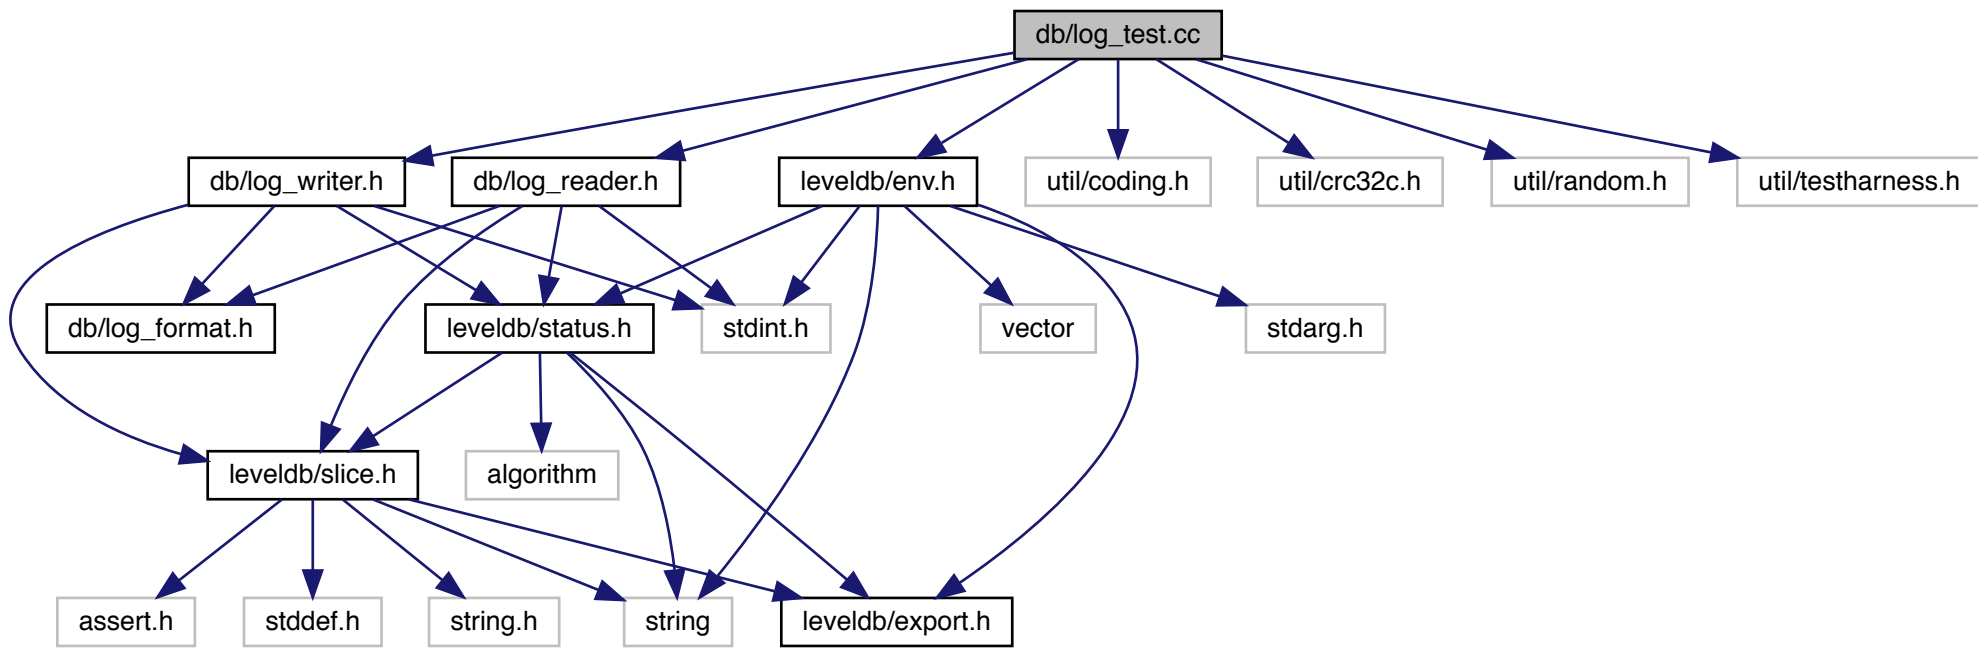 db/log_test.cc
db/log_writer.h
db/log_reader.h
leveldb/env.h
util/coding.h
util/crc32c.h
util/random.h
util/testharness.h
db/log_format.h
leveldb/status.h
stdint.h
vector
stdarg.h
leveldb/slice.h
algorithm
assert.h
stddef.h
string.h
string
leveldb/export.h